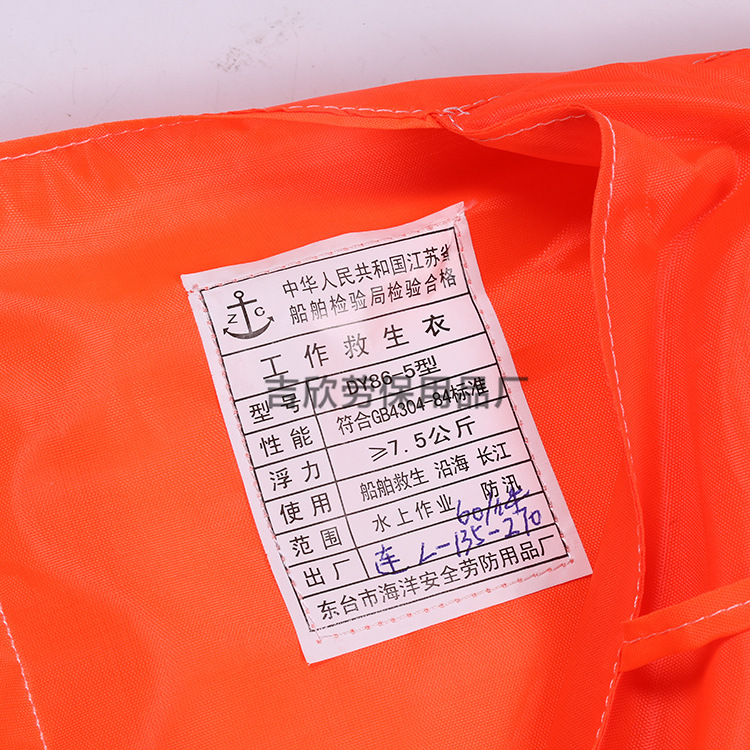 中华人民共和国江苏省
船舶检验局检验合格
Z C
工作救生衣
型号 DY86-5型
性能 符合GB4304-84标准
浮力 ≥7.5公斤
使用 船舶救生 沿海 长江
范围 水上作业 防汛
出厂 连 L-135-270
东台市海洋安全劳防用品厂
吉欣劳保用品厂